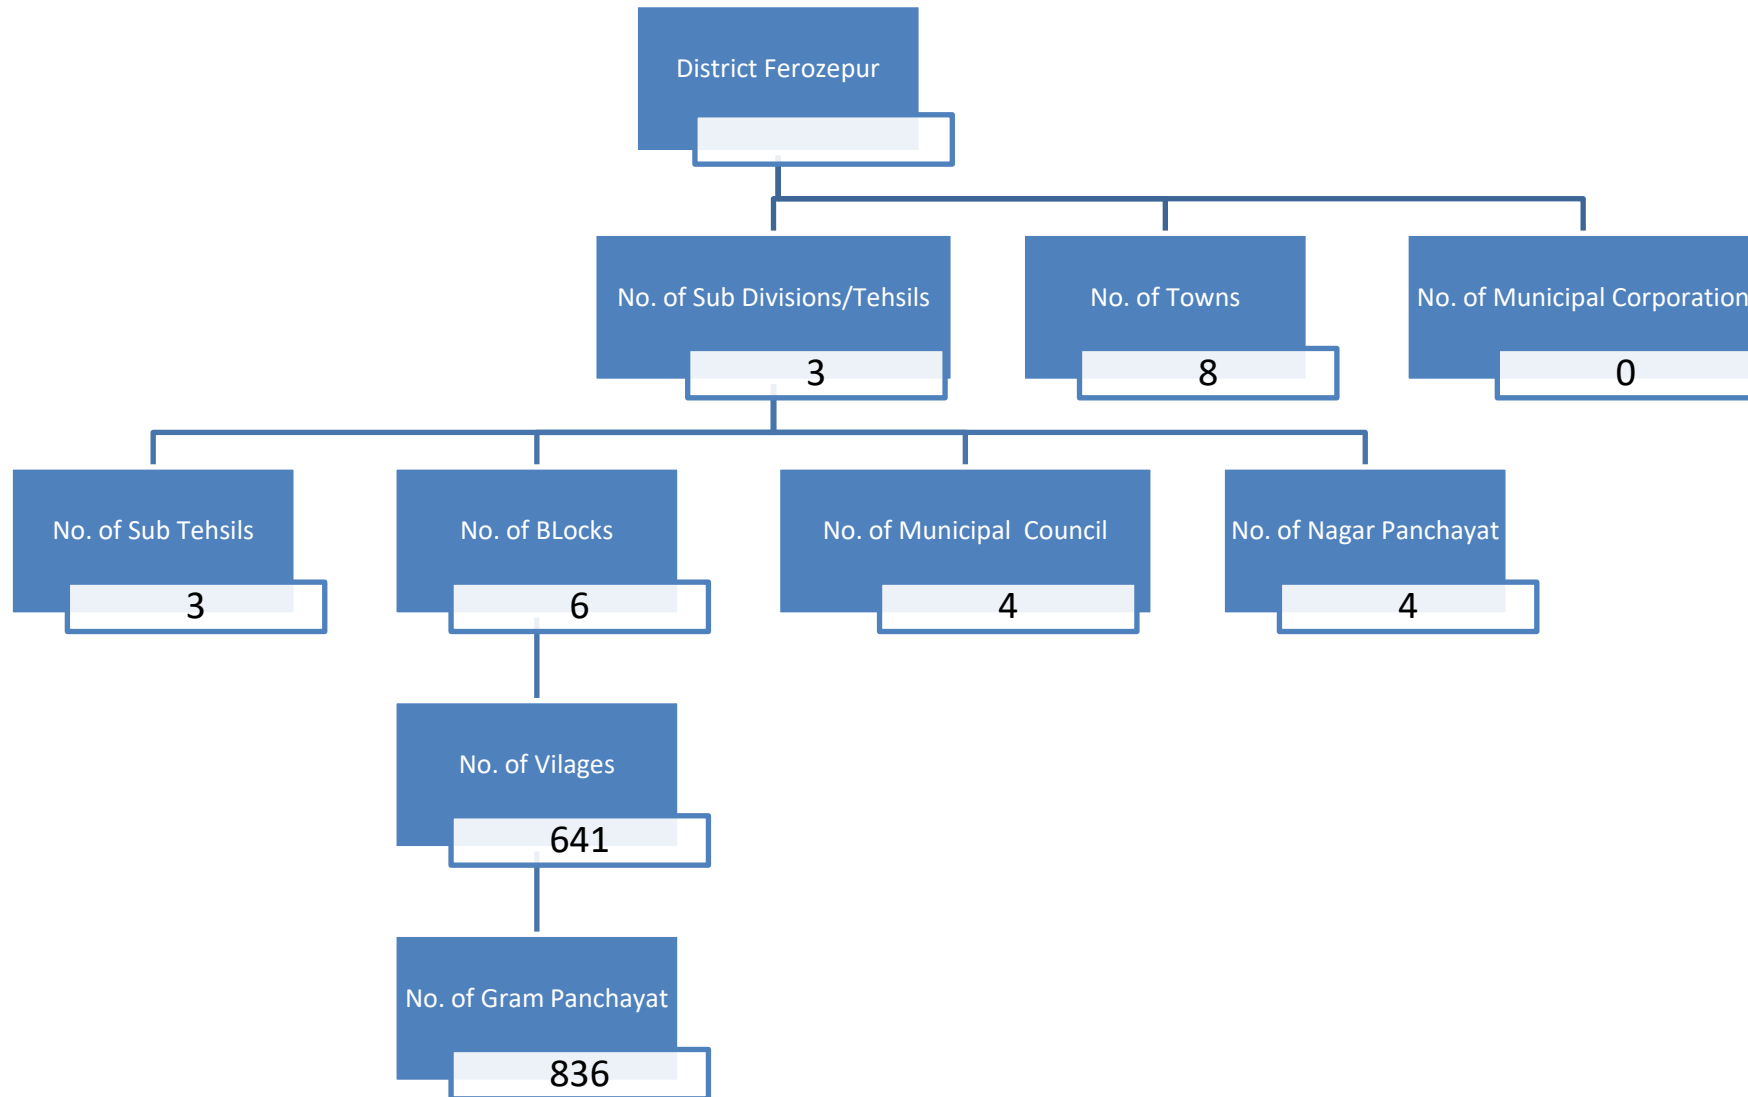 District Ferozepur
No. of Sub Divisions/Tehsils
3
No. of Towns
8
No. of Municipal Corporation
0
No. of Sub Tehsils
3
No. of BLocks
6
No. of Municipal  Council
4
No. of Nagar Panchayat
4
No. of Vilages
641
No. of Gram Panchayat
836